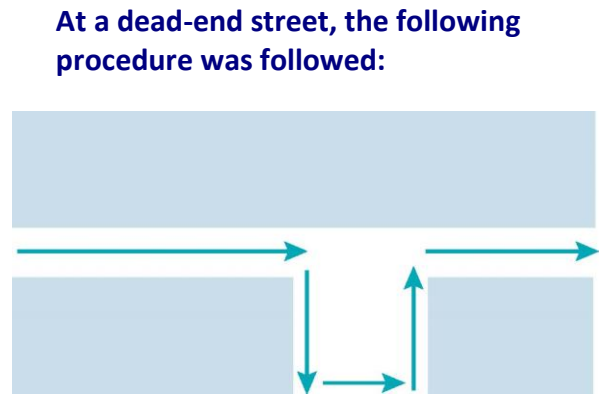 At a dead-end street, the following
procedure was followed: